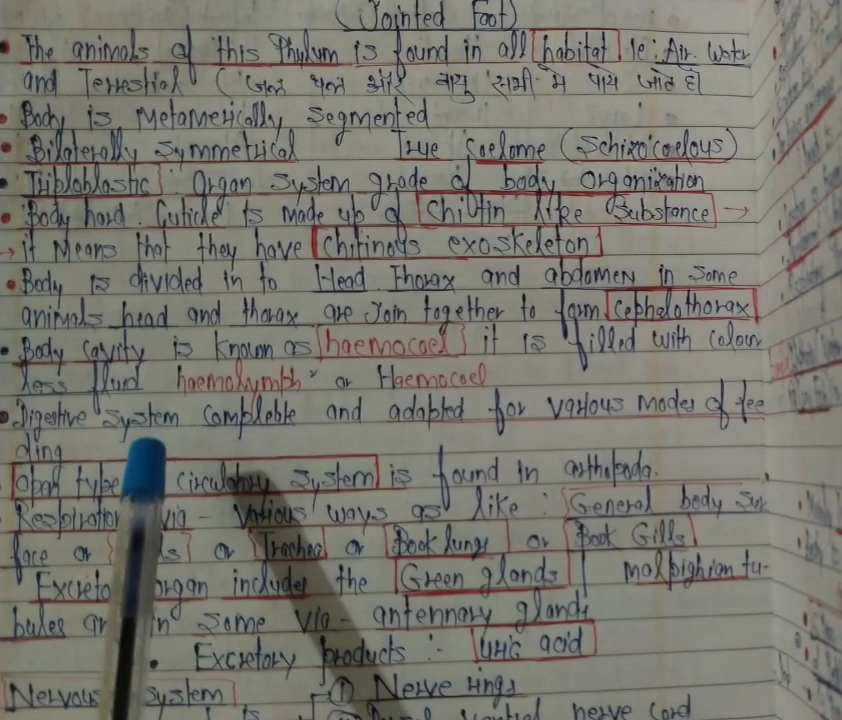 (Jointed Foot)
• The animals of this Phylum is found in all habitat ie: Air. Water
and Terrestial (जल थल और वायु सभी में पाये जाते है)
• Body is Metamerically segmented
• Bilaterally symmetrical True coelome (Schizocoelous)
• Tribloblastic : Organ system grade of body organization
• Body hard. Cuticle is made up of Chiltin like substance →
→ it Means that they have chitinous exoskeleton
• Body is divided in to Head Thorax and abdomen in some
animals head and thorax are Join together to form cephalothorax
• Body cavity is known as haemocoel it is filled with colour
less fluid haemolymph" or Haemocoel
• Digestive system complete and adapted for various modes of fee
ding
Open type circulatory system is found in arthopoda.
Respiration via - Various ways as like : General body sur
face or or Trachea or Book lungs or Book Gills
Excreto organ includes the Green glands | malpighian tu-
bules in some via - antennary glands
• Excretory products :- uric acid
Nervous System ① Nerve rings
nerve cord